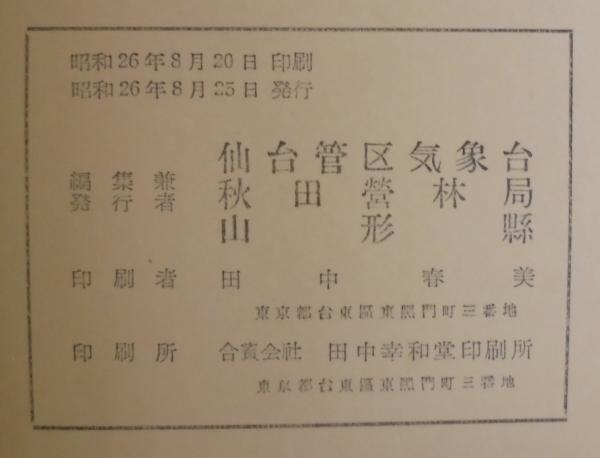 昭和26年8月20日 印刷
昭和26年8月25日 発行
編集兼
発行者
仙台管区気象台
秋田營林局
山形縣
印刷者 田中春美
東京都台東區東黑門町三番地
印刷所 合資会社 田中幸和堂印刷所
東京都台東區東黑門町三番地